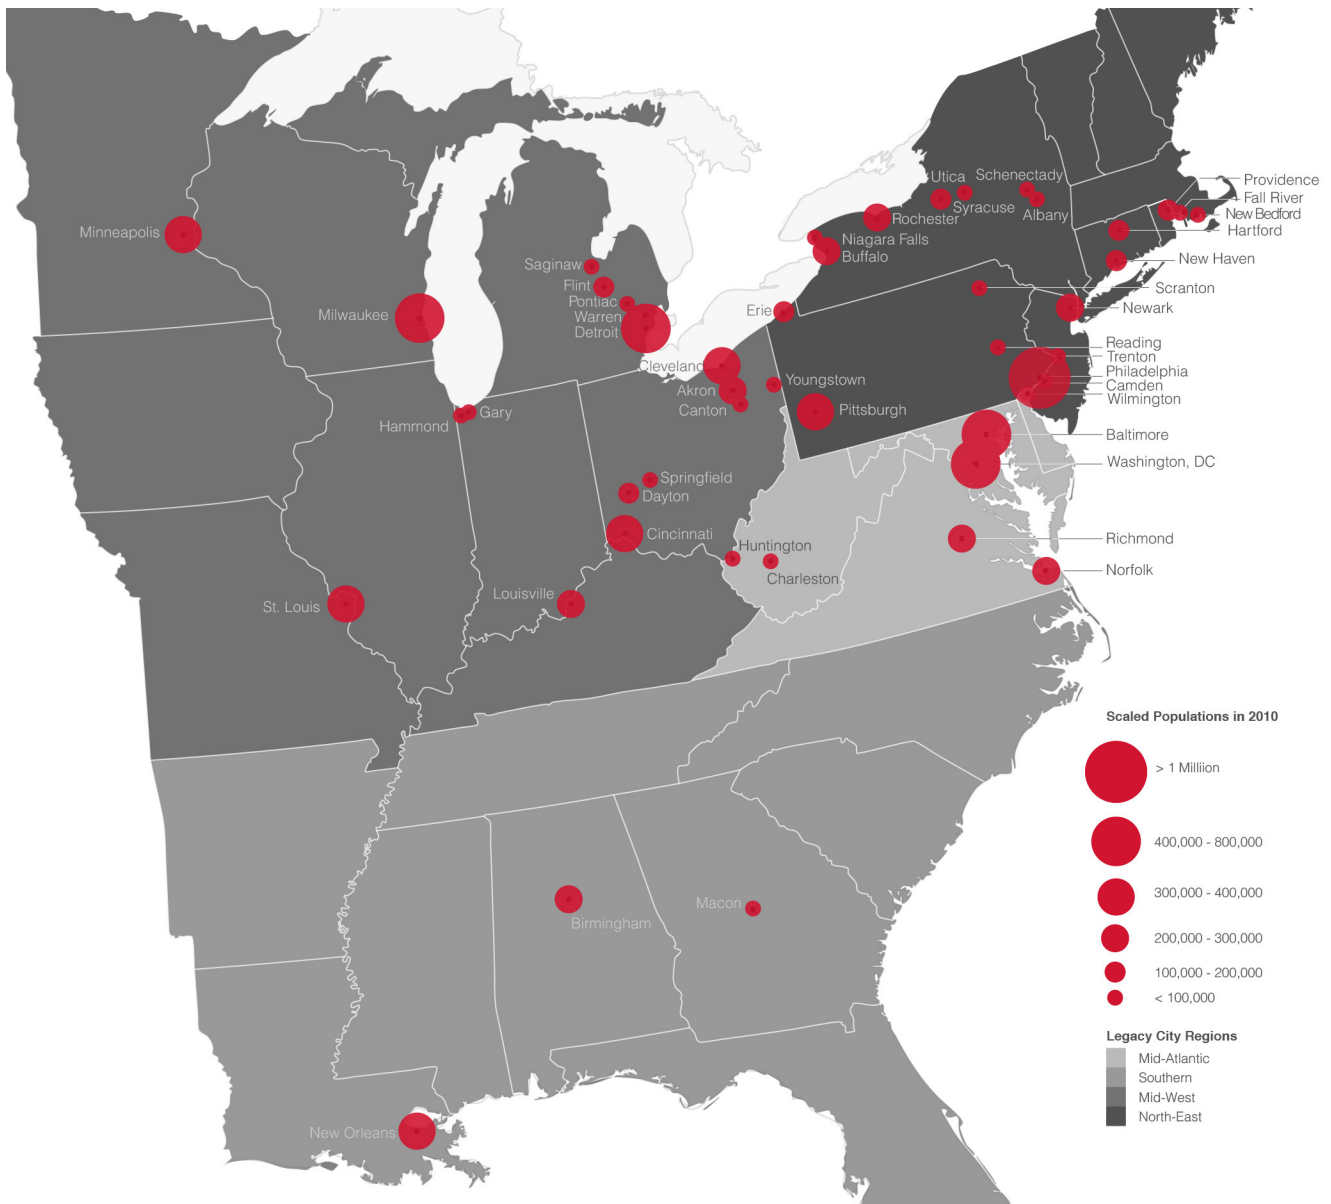 Utica
Schenectady
Providence
Fall River
New Bedford
Hartford
Syracuse
Albany
Rochester
Minneapolis
Niagara Falls
Buffalo
New Haven
Saginaw
Flint
Scranton
Pontiac
Milwaukee
Warren
Erie
Newark
Detroit
Reading
Trenton
Cleveland
Philadelphia
Youngstown
Camden
Akron
Wilmington
Canton
Pittsburgh
Gary
Hammond
Baltimore
Washington, DC
Springfield
Dayton
Cincinnati
Richmond
Huntington
Norfolk
Charleston
Louisville
St. Louis
Scaled Populations in 2010
> 1 Milliion
400,000 - 800,000
300,000 - 400,000
Macon
Birmingham
200,000 - 300,000
100,000 - 200,000
< 100,000
Legacy City Regions
Mid-Atlantic
Southern
Mid-West
North-East
New Orleans